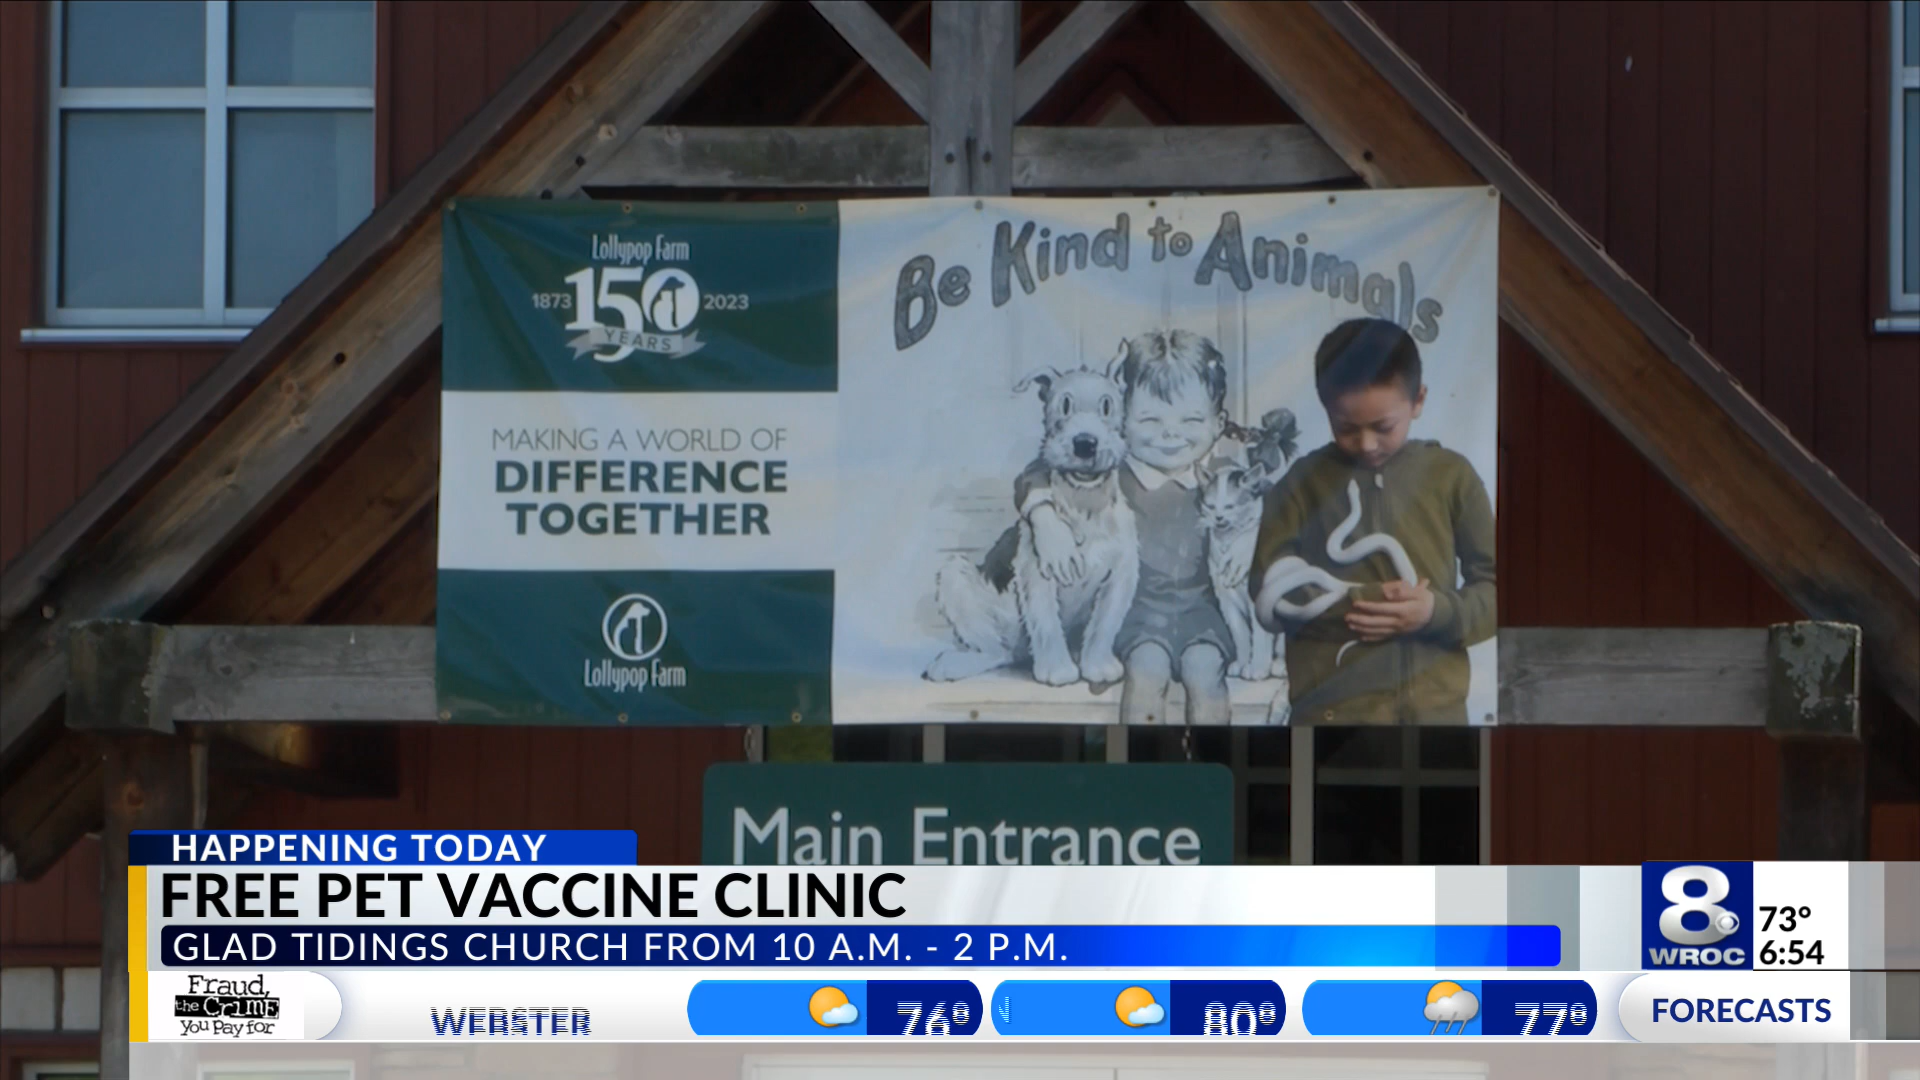 Be Kind to Animals
Lollypop Farm
1873 150 2023
YEARS
MAKING A WORLD OF
DIFFERENCE
TOGETHER
Lollypop Farm
Main Entrance
HAPPENING TODAY
FREE PET VACCINE CLINIC
GLAD TIDINGS CHURCH FROM 10 A.M. - 2 P.M.
8
WROC
73°
6:54
Fraud,
the Crime
You Pay for
WEBSTER
76°
80°
77°
FORECASTS